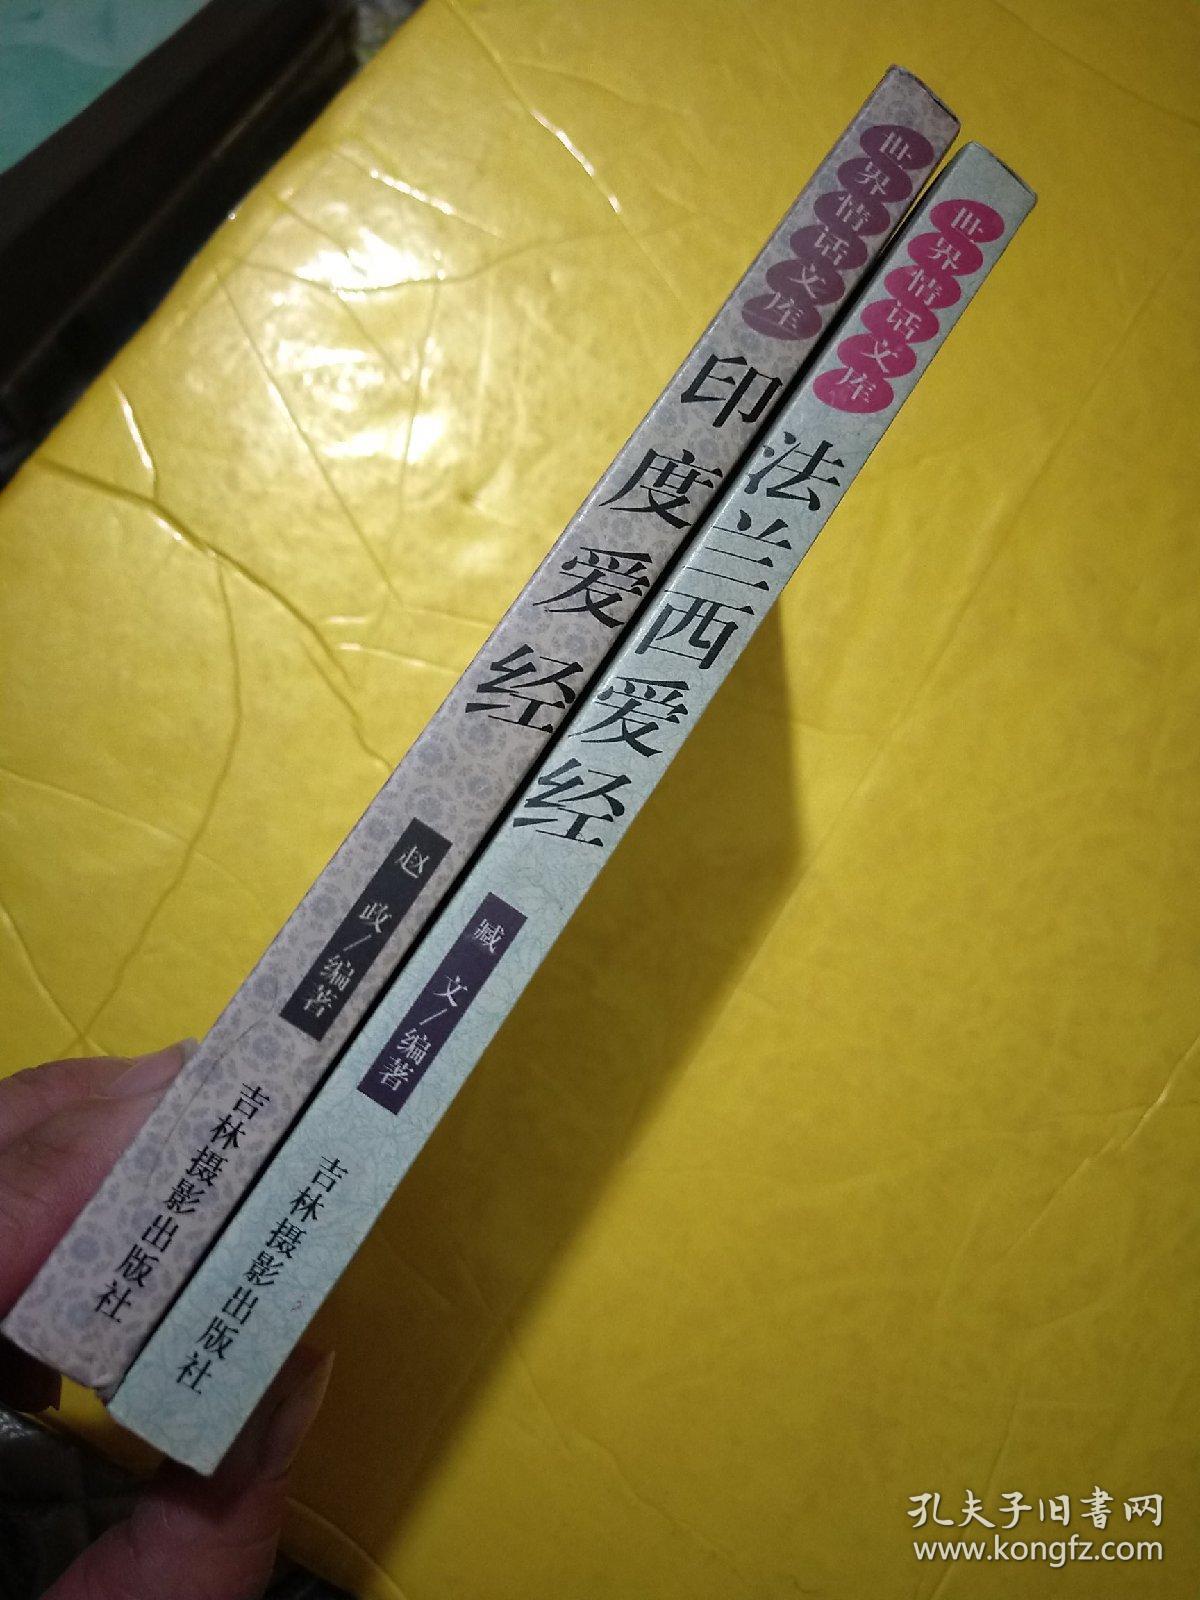 世界情话文库
印度爱经
赵政/编著
吉林摄影出版社
世界情话文库
法兰西爱经
臧文/编著
吉林摄影出版社
孔夫子旧书网
www.kongfz.com